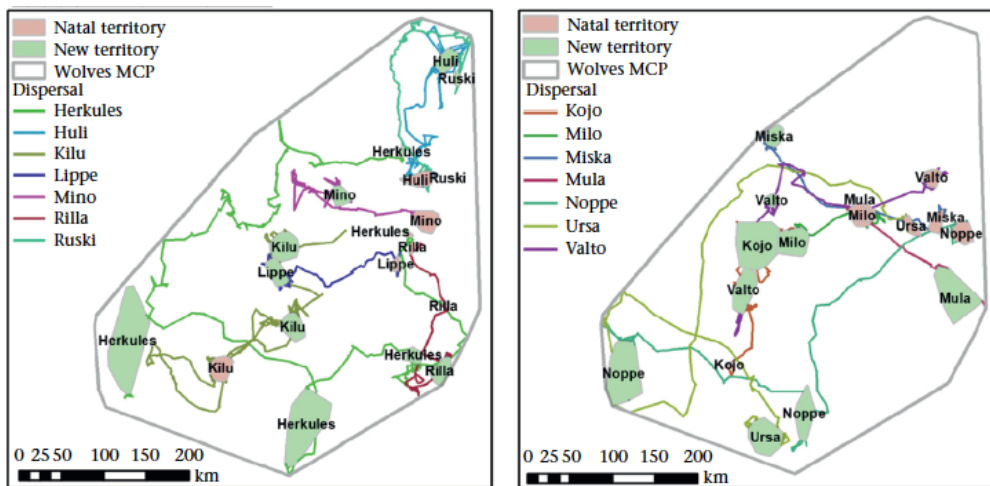 Natal territory
New territory
Wolves MCP
Dispersal
Herkules
Huli
Kilu
Lippe
Mino
Rilla
Ruski
Huli
Ruski
Herkules
Huli Ruski
Mino
Mino
Herkules
Kilu
Rilla
Lippe
Lippe
Rilla
Kilu
Herkules
Herkules
Kilu
Rilla
Herkules
0 25 50 100 150 200
km
Natal territory
New territory
Wolves MCP
Dispersal
Kojo
Milo
Miska
Mula
Noppe
Ursa
Valto
Miska
Valto
Mula
Valto
Milo
Miska
Ursa
Noppe
Kojo
Milo
Valto
Mula
Kojo
Noppe
Noppe
Ursa
0 25 50 100 150 200
km